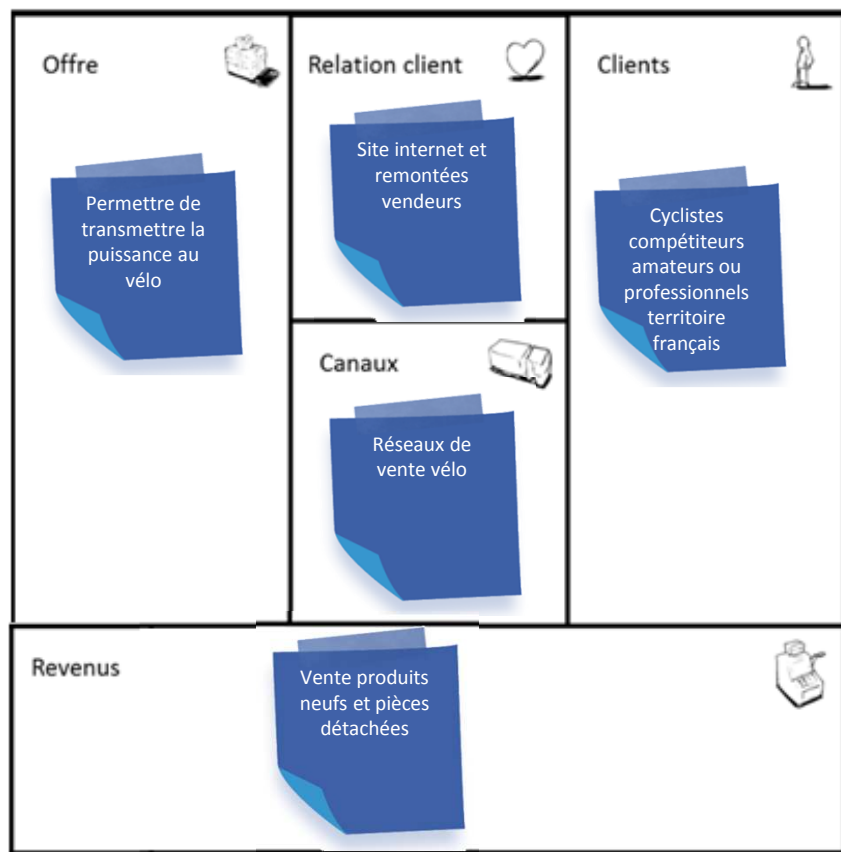 Offre
Permettre de
transmettre la
puissance au
vélo
Relation client
Site internet et
remontées
vendeurs
Canaux
Réseaux de
vente vélo
Clients
Cyclistes
compétiteurs
amateurs ou
professionnels
territoire
français
Revenus
Vente produits
neufs et pièces
détachées